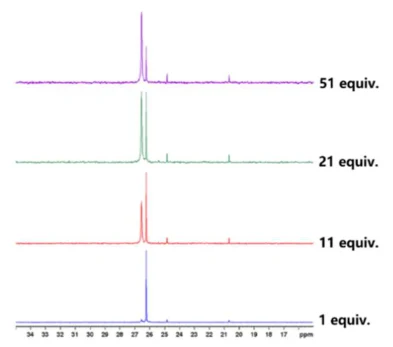 51 equiv.
21 equiv.
11 equiv.
1 equiv.
34 33 32 31 30 29 28 27 26 25 24 23 22 21 20 19 18 17 ppm